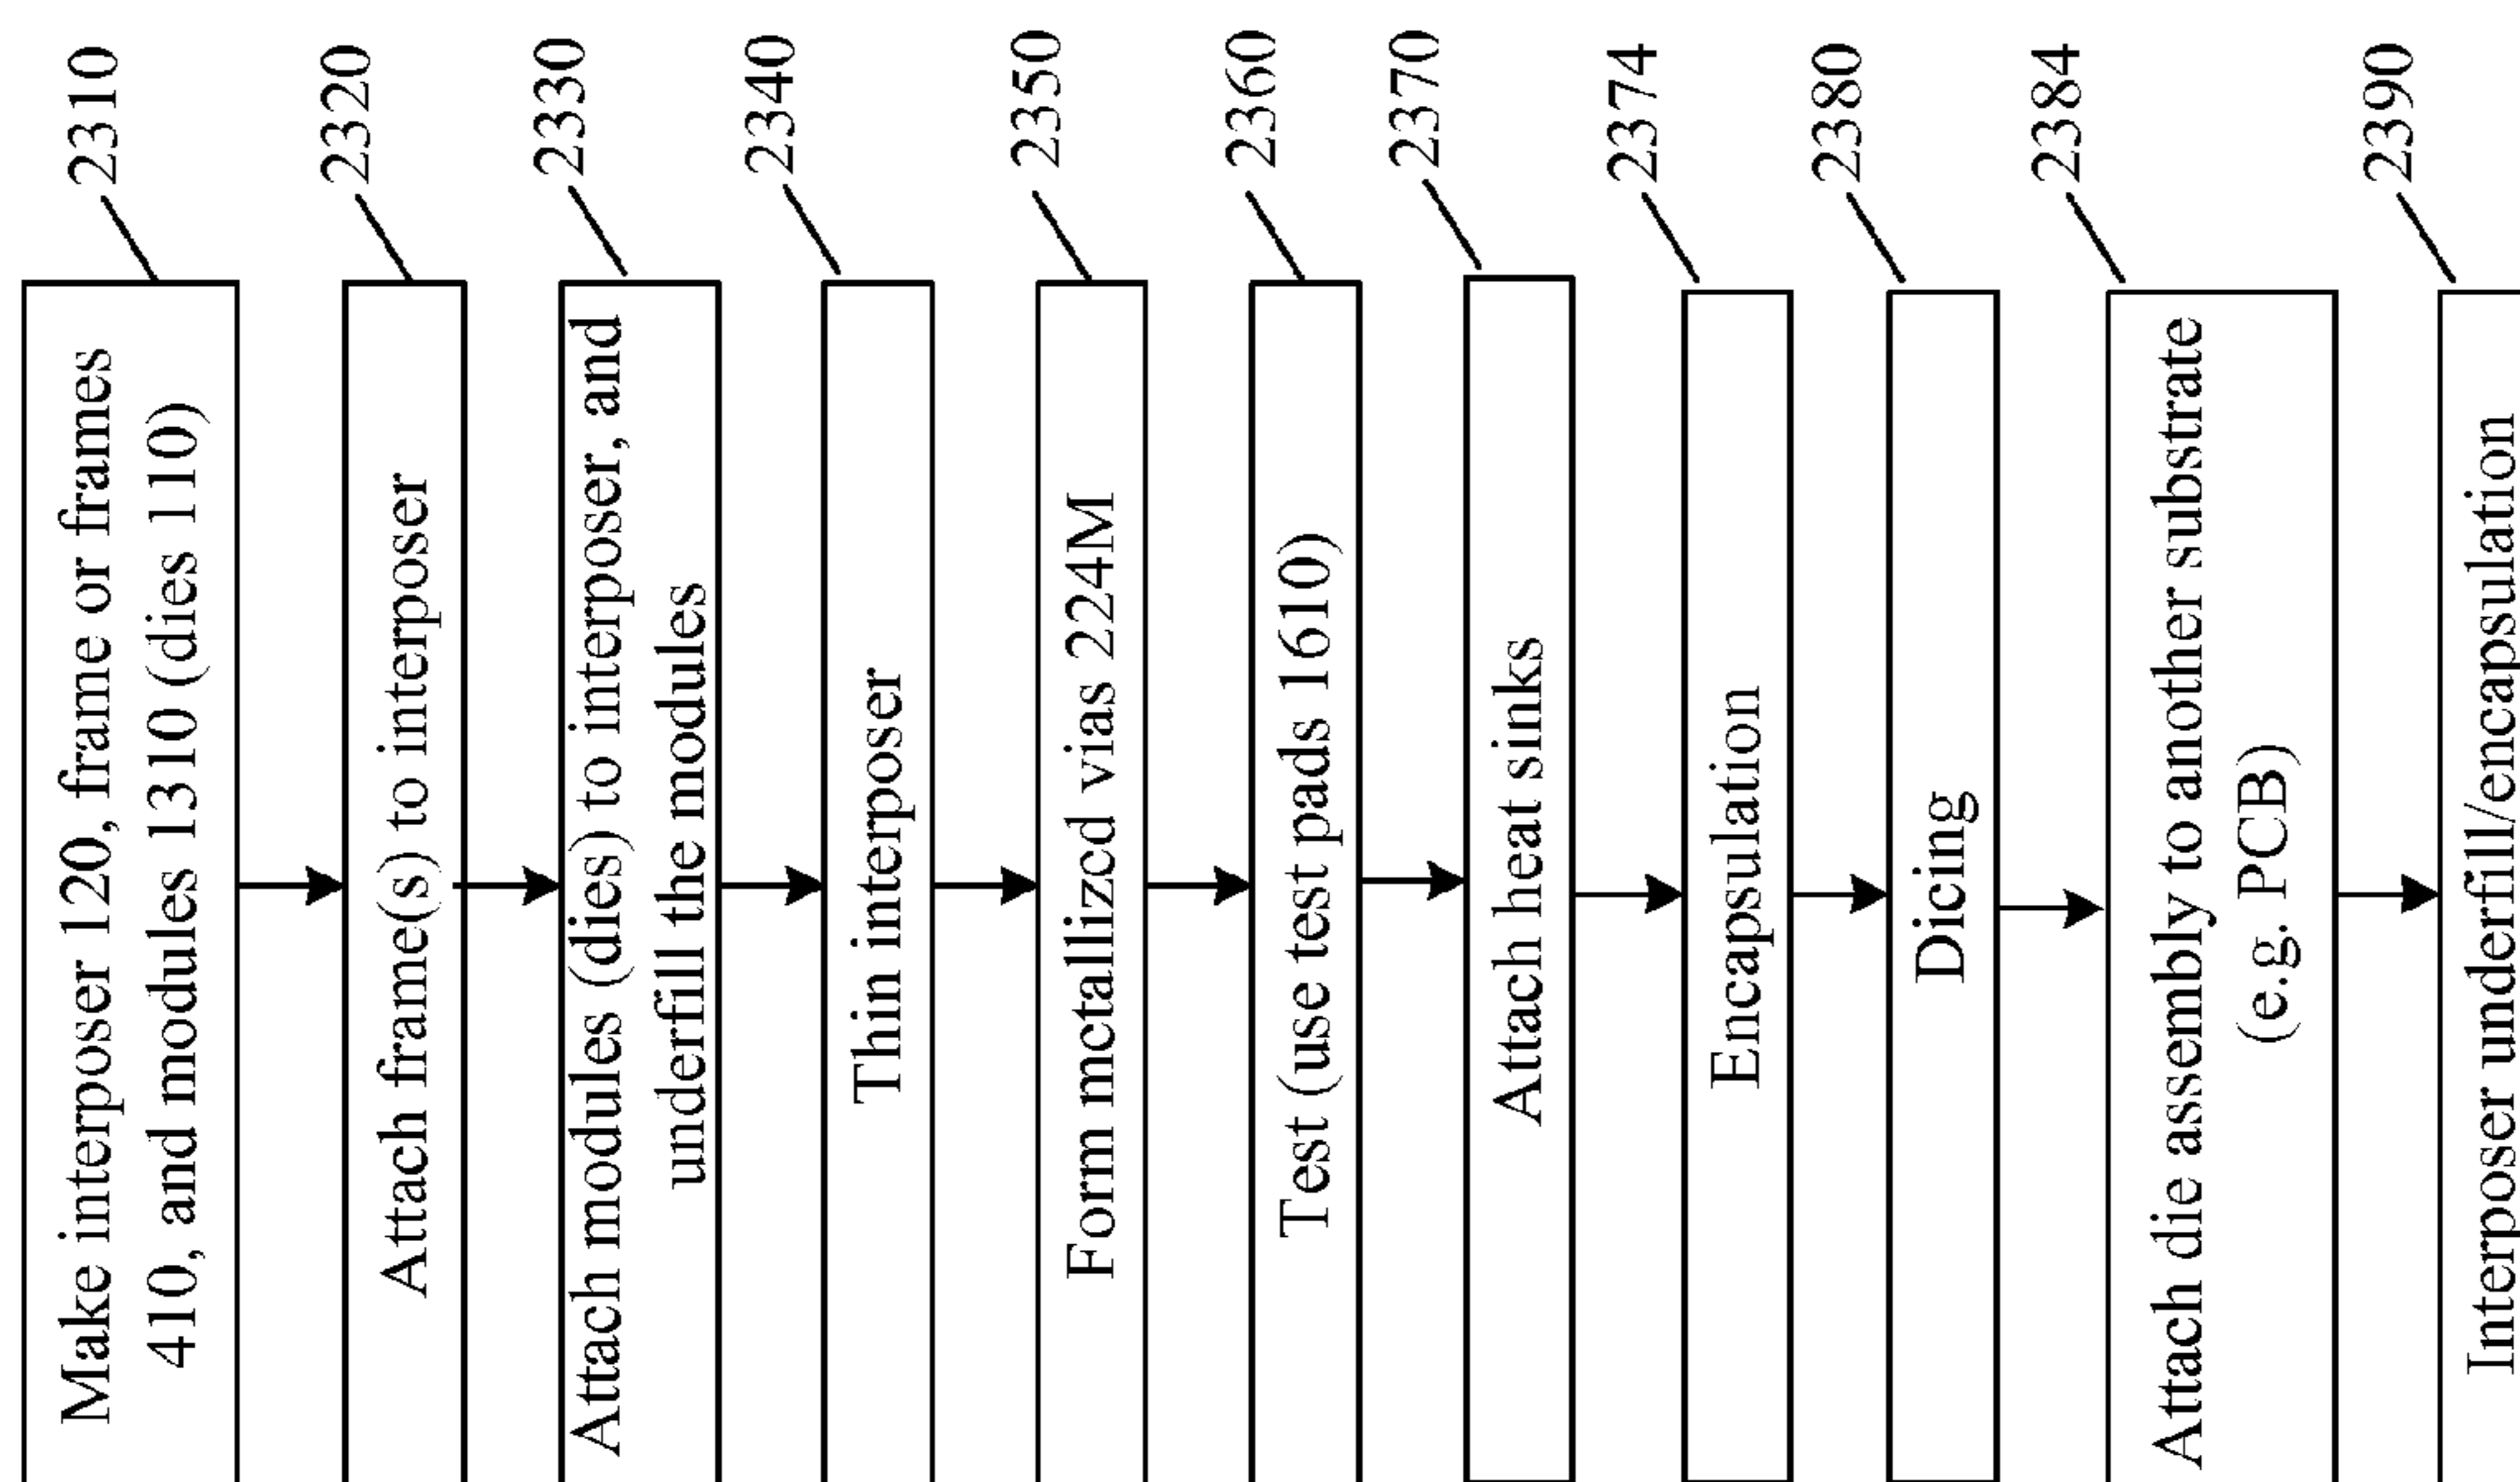 Make interposer 120, frame or frames
410, and modules 1310 (dies 110)
2310
Attach frame(s) to interposer
2320
Attach modules (dies) to interposer, and
underfill the modules
2330
Thin interposer
2340
Form metallized vias 224M
2350
Test (use test pads 1610)
2360
Attach heat sinks
2370
Encapsulation
2374
Dicing
2380
Attach die assembly to another substrate
(e.g. PCB)
2384
Interposer underfill/encapsulation
2390